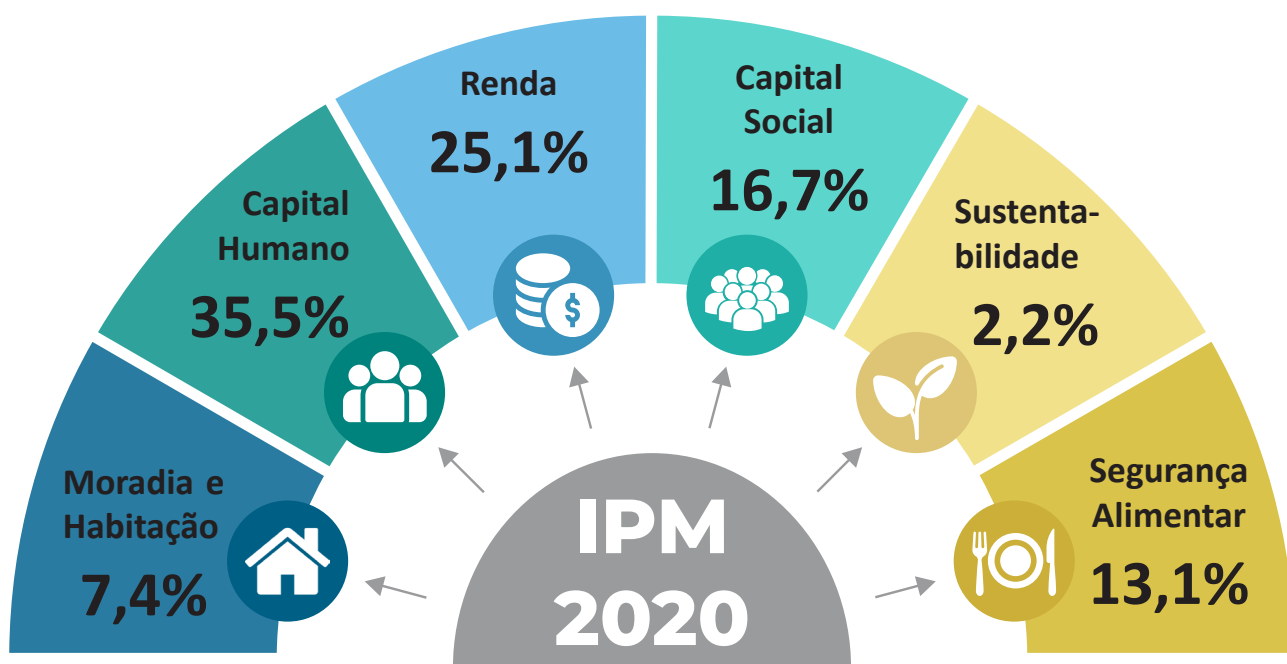 Moradia e
Habitação
7,4%
Capital
Humano
35,5%
Renda
25,1%
$
Capital
Social
16,7%
Sustenta-
bilidade
2,2%
Segurança
Alimentar
13,1%
IPM
2020